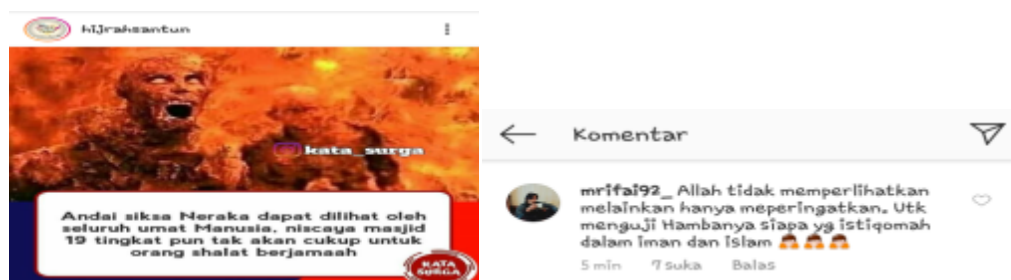 hijrahsantun
kata_surga
Andai siksa Neraka dapat dilihat oleh
seluruh umat Manusia, niscaya masjid
19 tingkat pun tak akan cukup untuk
orang shalat berjamaah
KATA
SURGA
Komentar
mrifai92_ Allah tidak memperlihatkan
melainkan hanya meperingatkan. Utk
menguji Hambanya siapa yg istiqomah
dalam iman dan islam 🙏🙏🙏
5 min 7 suka Balas